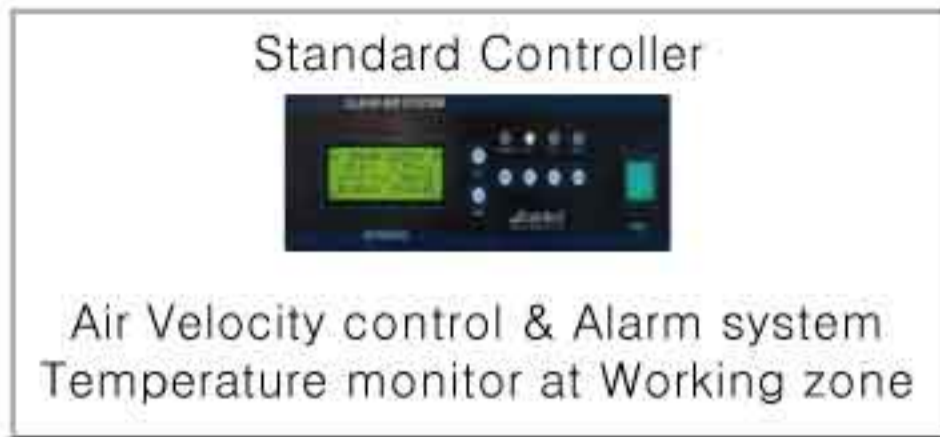 Standard Controller
Air Velocity control & Alarm system
Temperature monitor at Working zone